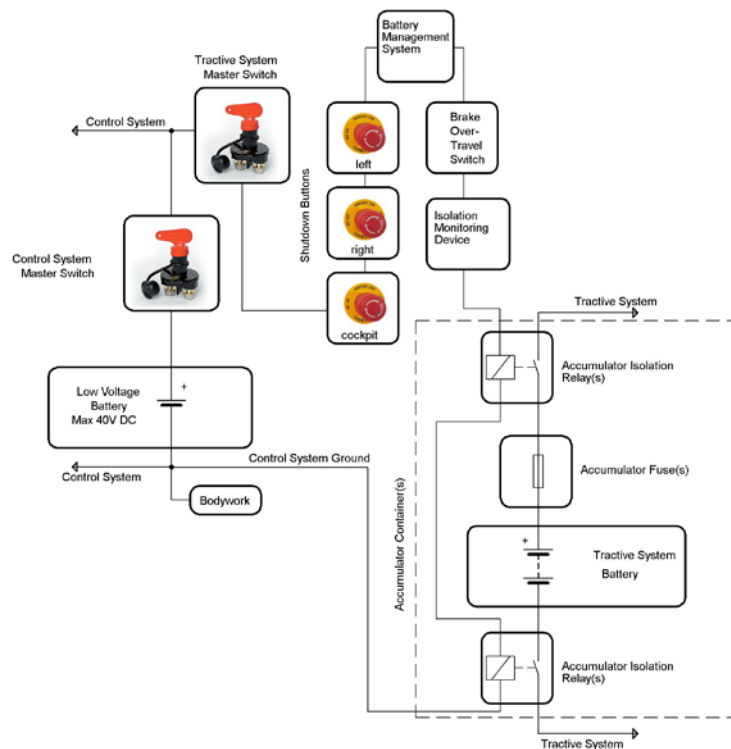 Battery
Management
System
Tractive System
Master Switch
Control System
left
Brake
Over-
Travel
Switch
Shutdown Buttons
right
Isolation
Monitoring
Device
Control System
Master Switch
cockpit
Tractive System
Accumulator Isolation
Relay(s)
Low Voltage
Battery
Max 40V DC
+
Control System Ground
Control System
Bodywork
Accumulator Fuse(s)
Accumulator Container(s)
+
Tractive System
Battery
Accumulator Isolation
Relay(s)
Tractive System